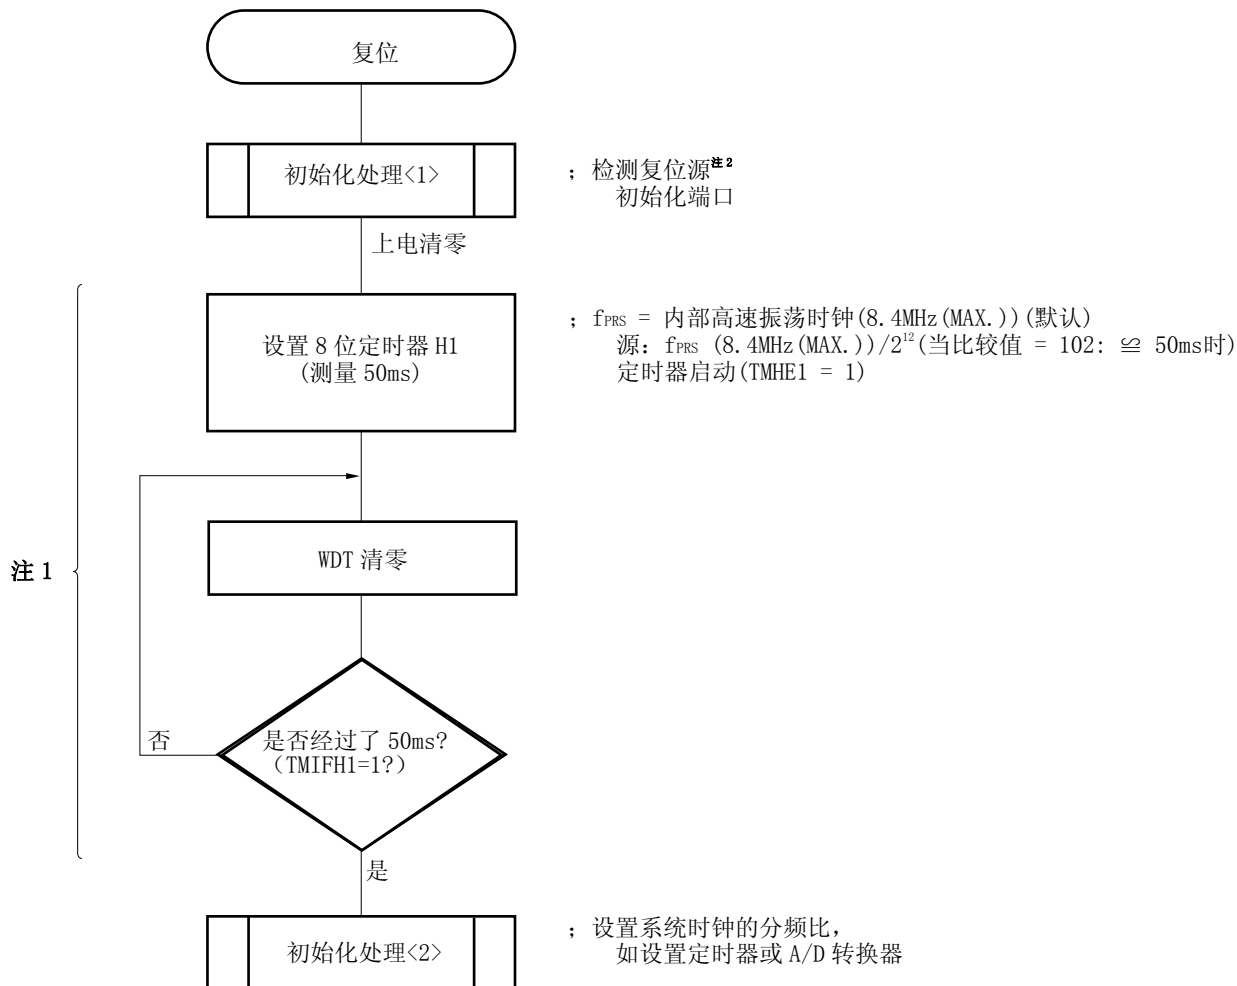 复位
初始化处理<1>
；检测复位源注2
初始化端口
上电清零
设置 8 位定时器 H1
(测量 50ms)
；fPRS = 内部高速振荡时钟(8.4MHz(MAX.))(默认)
源：fPRS (8.4MHz(MAX.))/2¹²(当比较值 = 102: ≌ 50ms时)
定时器启动(TMHE1 = 1)
注 1
WDT 清零
否
是否经过了 50ms?
（TMIFH1=1?）
是
初始化处理<2>
；设置系统时钟的分频比，
如设置定时器或 A/D 转换器